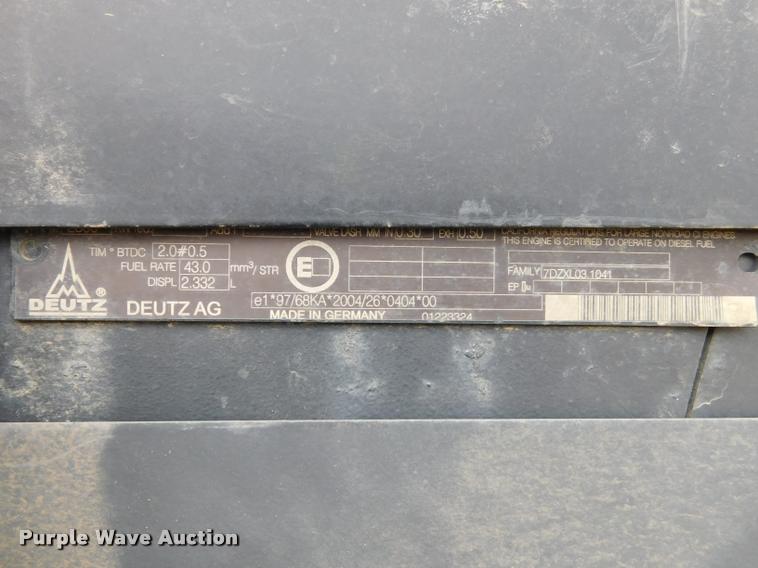 VALVE LASH MM IN 0.30 EXH 0.50
CALIFORNIA REGULATIONS FOR LARGE NONROAD CI ENGINES
THIS ENGINE IS CERTIFIED TO OPERATE ON DIESEL FUEL
TIM ° BTDC 2.0#0.5
FUEL RATE 43.0 mm³/STR
DISPL 2.332 L
E
FAMILY 7DZXL03.1041
EP
DEUTZ ®
DEUTZ AG
e1*97/68KA*2004/26*0404*00
MADE IN GERMANY 01223324
Purple Wave Auction